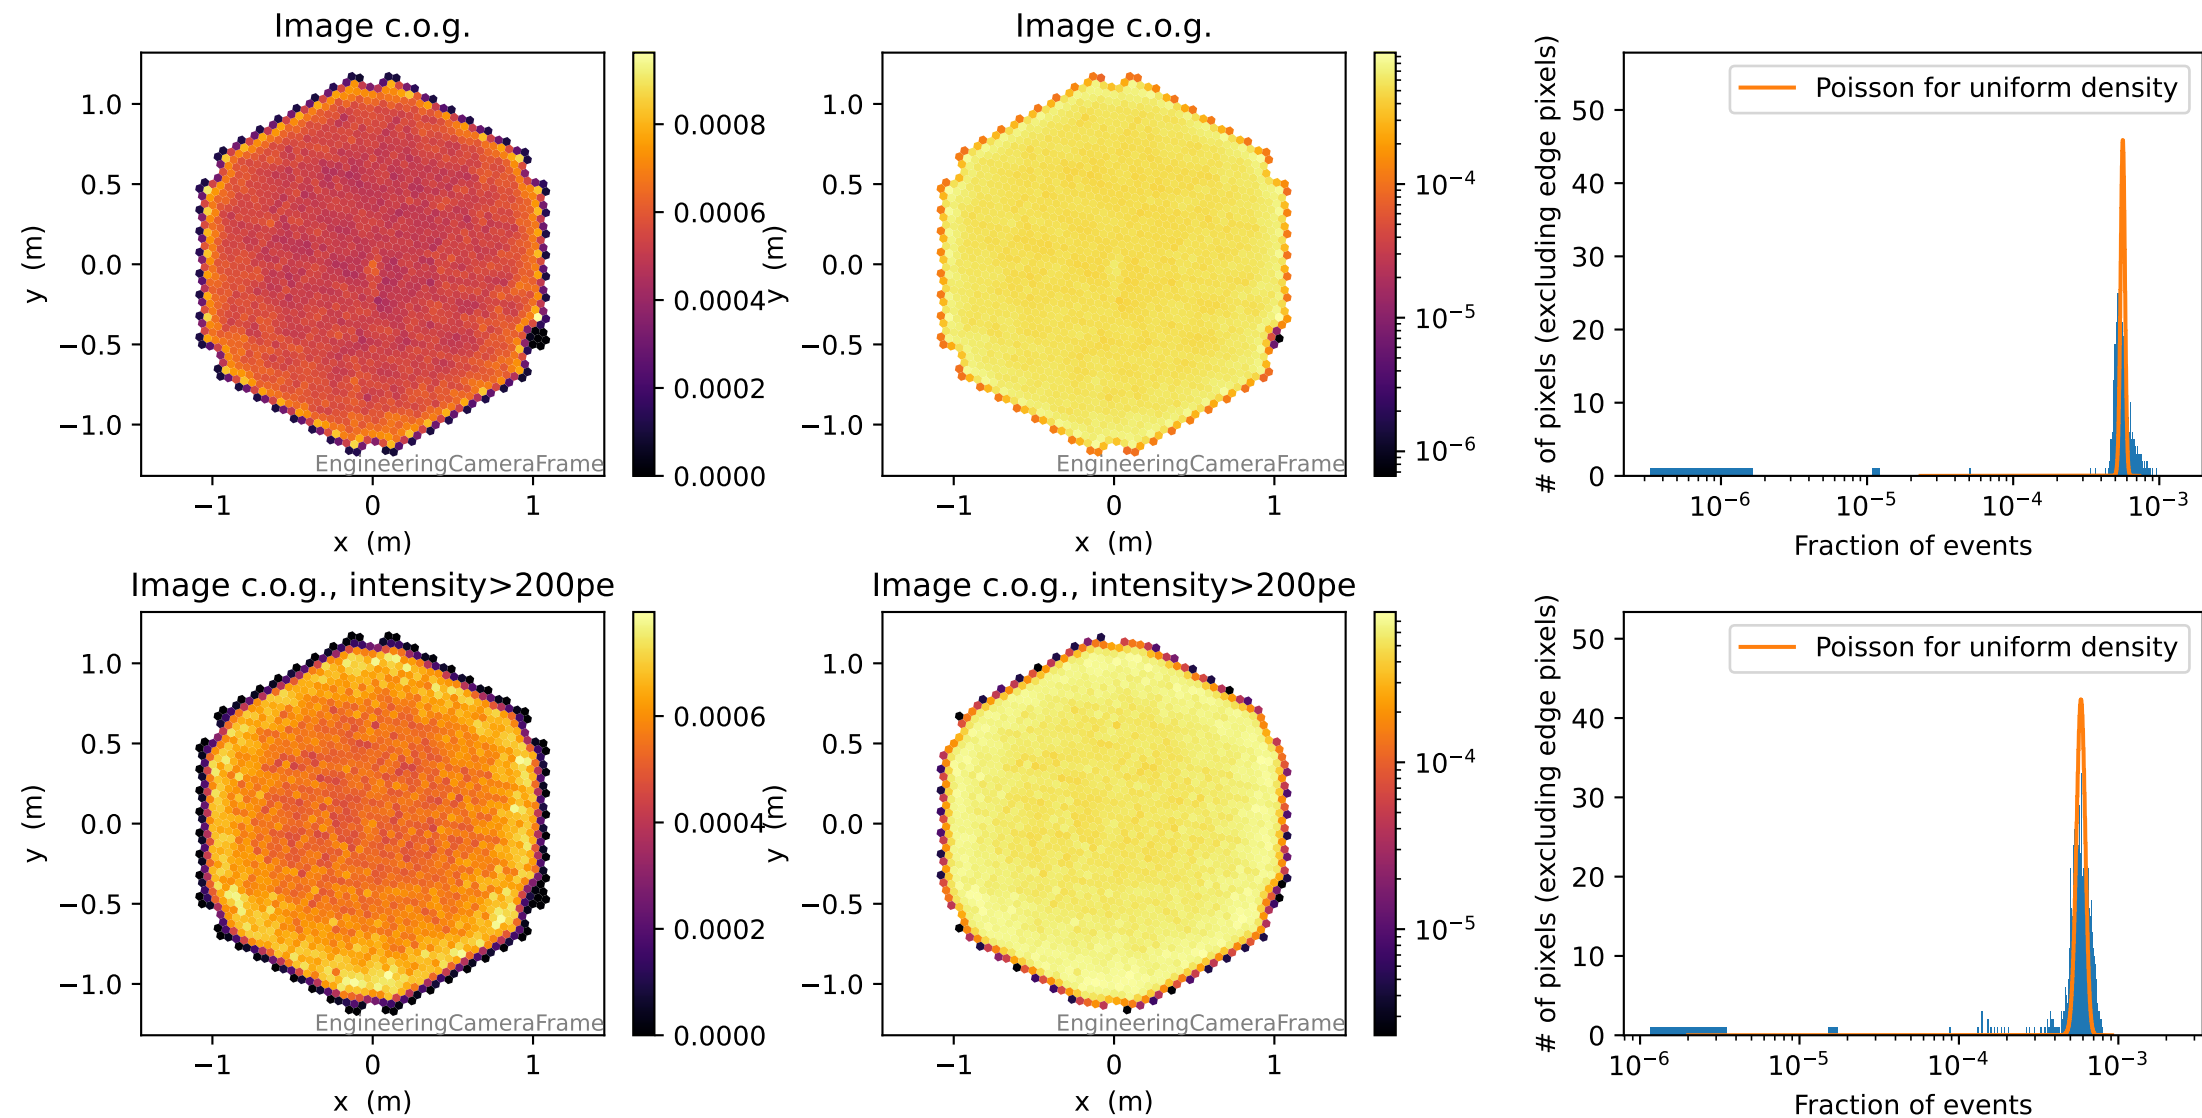 Image c.o.g.
y (m)
1.0
0.5
0.0
−0.5
−1.0
EngineeringCameraFrame
−1 0 1
x (m)
0.0008
0.0006
0.0004
0.0002
0.0000
Image c.o.g.
y (m)
1.0
0.5
0.0
−0.5
−1.0
EngineeringCameraFrame
−1 0 1
x (m)
10⁻⁴
10⁻⁵
10⁻⁶
# of pixels (excluding edge pixels)
50
40
30
20
10
0
Poisson for uniform density
10⁻⁶ 10⁻⁵ 10⁻⁴ 10⁻³
Fraction of events
Image c.o.g., intensity>200pe
y (m)
1.0
0.5
0.0
−0.5
−1.0
EngineeringCameraFrame
−1 0 1
x (m)
0.0006
0.0004
0.0002
0.0000
Image c.o.g., intensity>200pe
y (m)
1.0
0.5
0.0
−0.5
−1.0
EngineeringCameraFrame
−1 0 1
x (m)
10⁻⁴
10⁻⁵
# of pixels (excluding edge pixels)
50
40
30
20
10
0
Poisson for uniform density
10⁻⁶ 10⁻⁵ 10⁻⁴ 10⁻³
Fraction of events